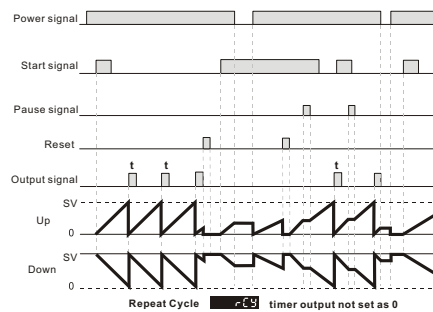 Power signal
Start signal
Pause signal
Reset
t t t
Output signal
SV
Up
0
SV
Down
0
Repeat Cycle rCY timer output not set as 0